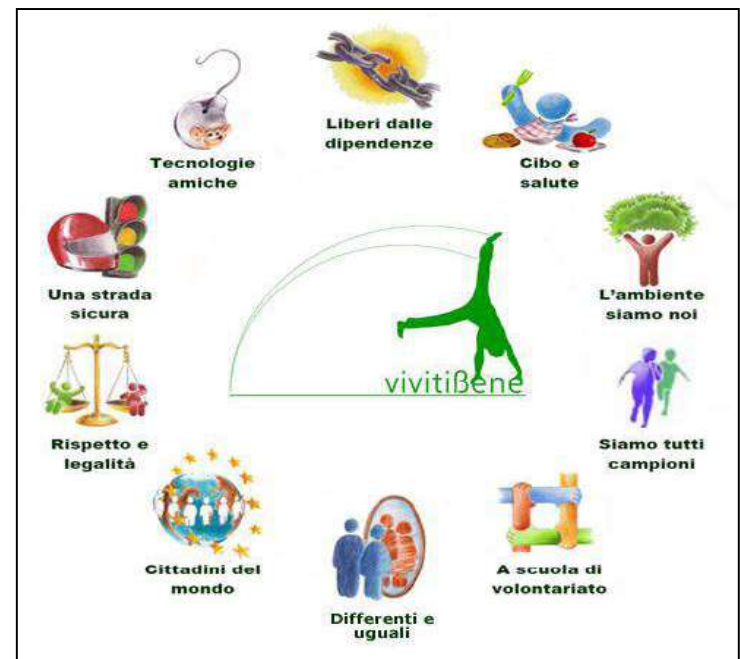 Liberi dalle
dipendenze
Cibo e
salute
L'ambiente
siamo noi
Siamo tutti
campioni
A scuola di
volontariato
Differenti e
uguali
Cittadini del
mondo
Rispetto e
legalità
Una strada
sicura
Tecnologie
amiche
vivitißene